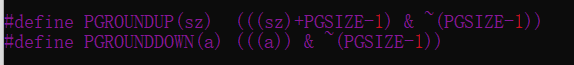 #define PGROUNDUP(sz)  (((sz)+PGSIZE-1) & ~(PGSIZE-1))
#define PGROUNDDOWN(a) (((a)) & ~(PGSIZE-1))